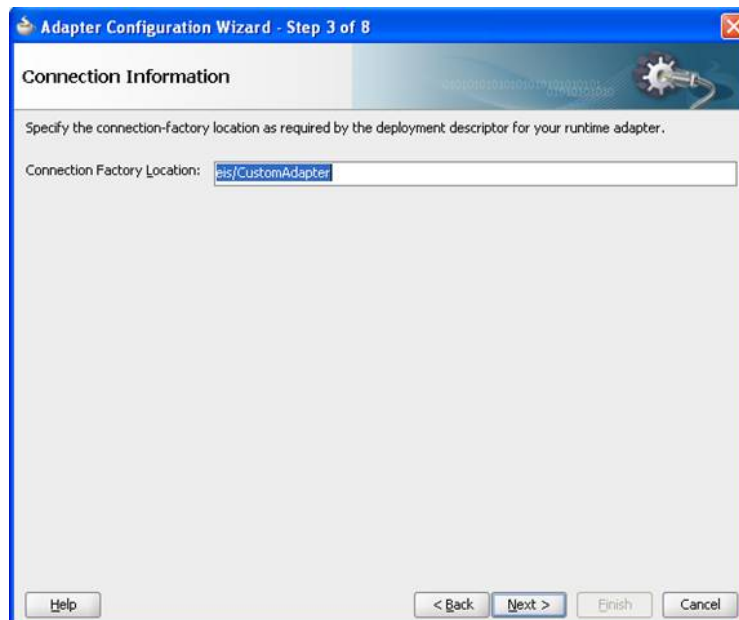 Adapter Configuration Wizard - Step 3 of 8
Connection Information
Specify the connection-factory location as required by the deployment descriptor for your runtime adapter.
Connection Factory Location: eis/CustomAdapter
Help < Back Next > Finish Cancel